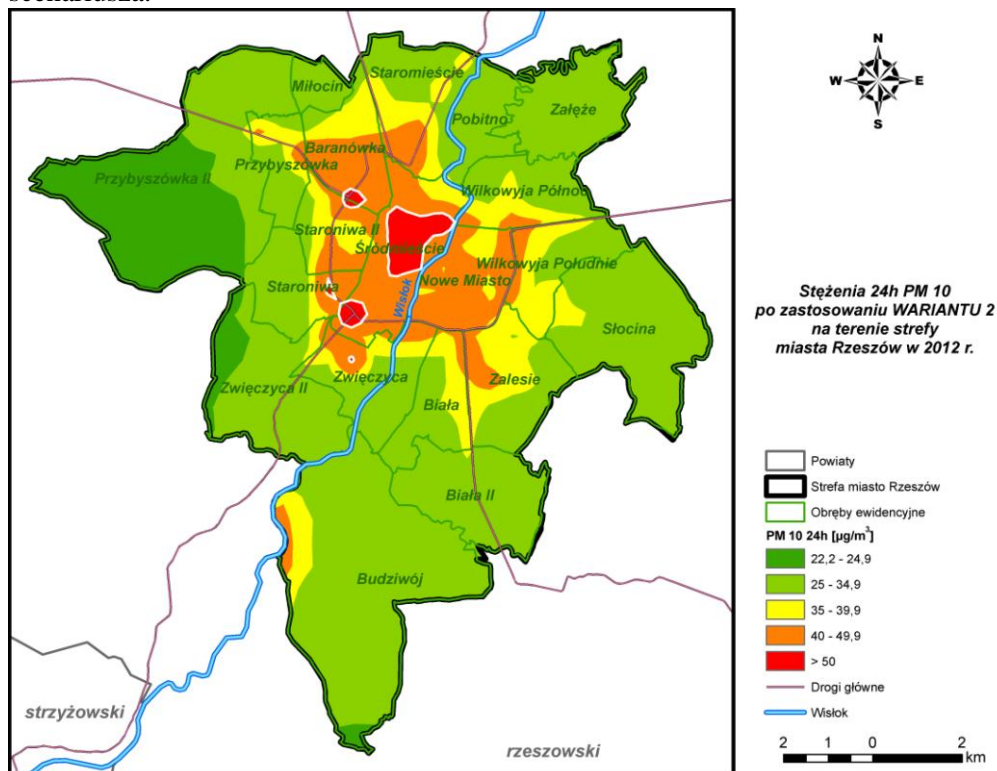 N
W E
S
Staromieście
Miłocin
Załęże
Pobitno
Baranówka
Przybyszówka
Przybyszówka II
Wilkowyja Północ
Staroniwa II
Śródmieście
Wilkowyja Południe
Nowe Miasto
Staroniwa
Wisłok
Słocina
Zwięczyca
Zalesie
Zwięczyca II
Biała
Biała II
Budziwój
strzyżowski
rzeszowski
Stężenia 24h PM 10
po zastosowaniu WARIANTU 2
na terenie strefy
miasta Rzeszów w 2012 r.
Powiaty
Strefa miasto Rzeszów
Obręby ewidencyjne
PM 10 24h [µg/m³]
22,2 - 24,9
25 - 34,9
35 - 39,9
40 - 49,9
> 50
Drogi główne
Wisłok
2 1 0 2
km